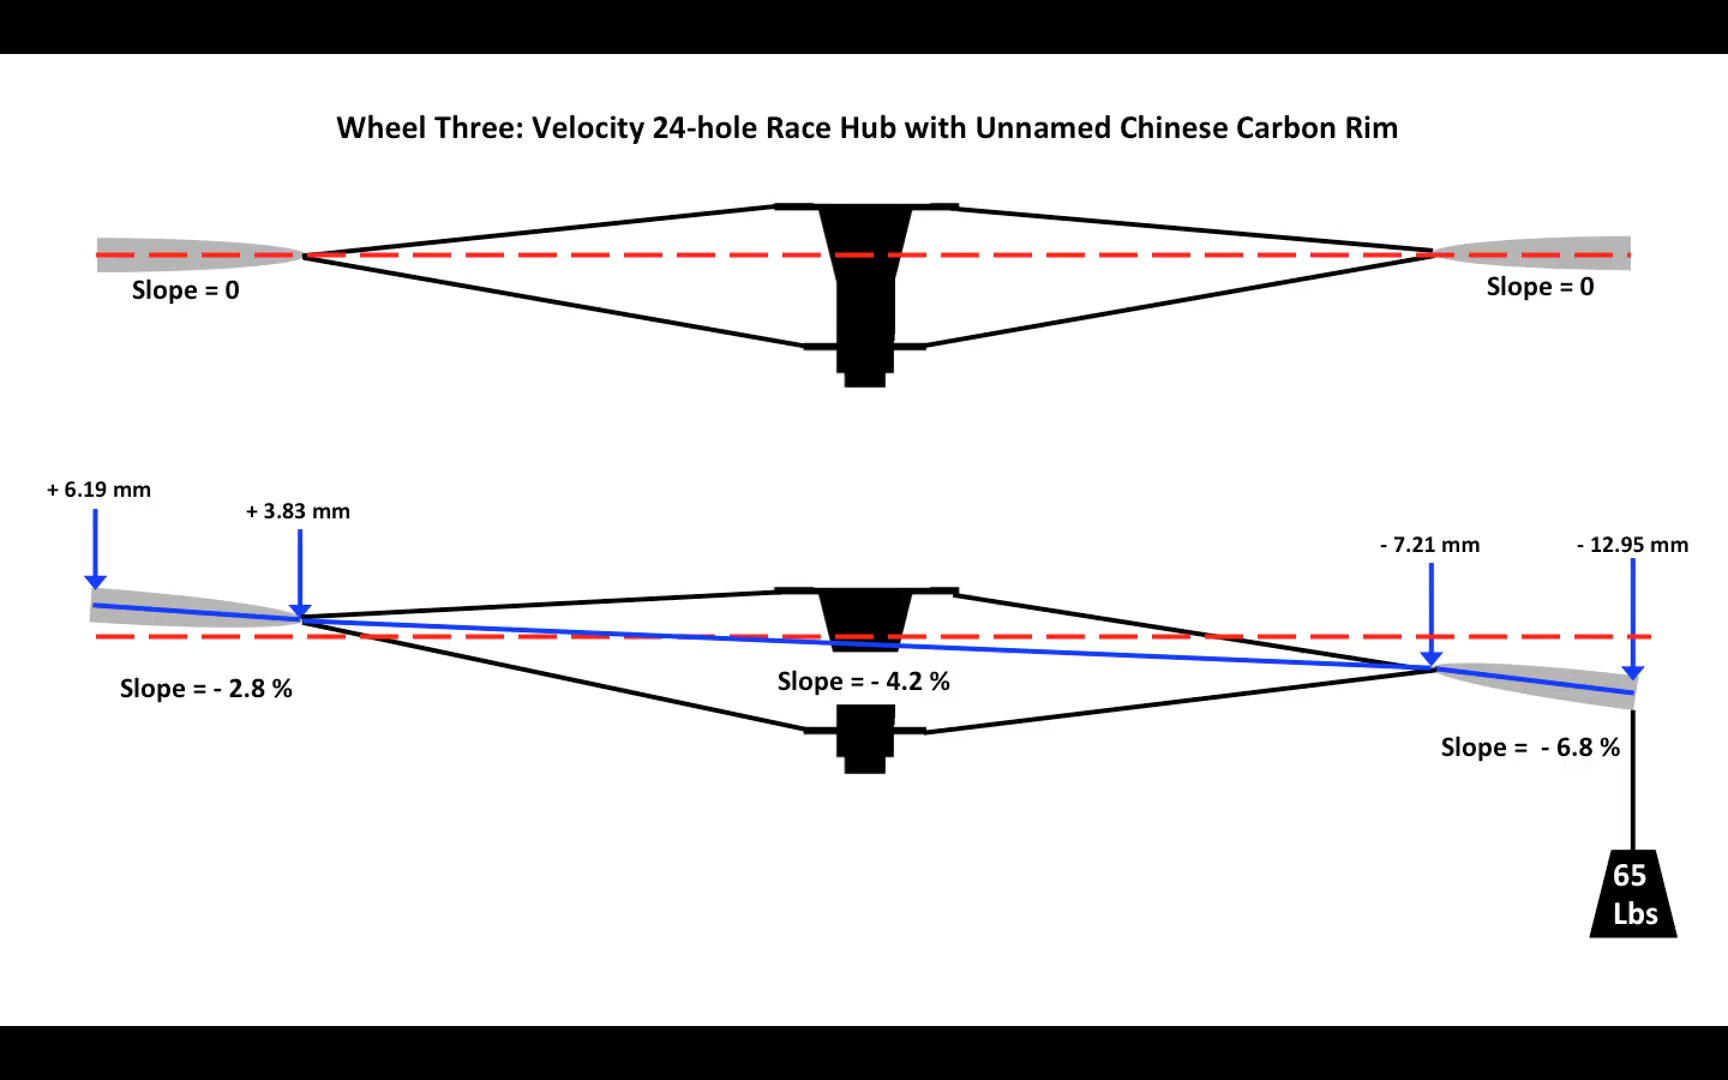 Wheel Three: Velocity 24-hole Race Hub with Unnamed Chinese Carbon Rim
Slope = 0
Slope = 0
+ 6.19 mm
+ 3.83 mm
- 7.21 mm
- 12.95 mm
Slope = - 2.8 %
Slope = - 4.2 %
Slope =  - 6.8 %
65
Lbs